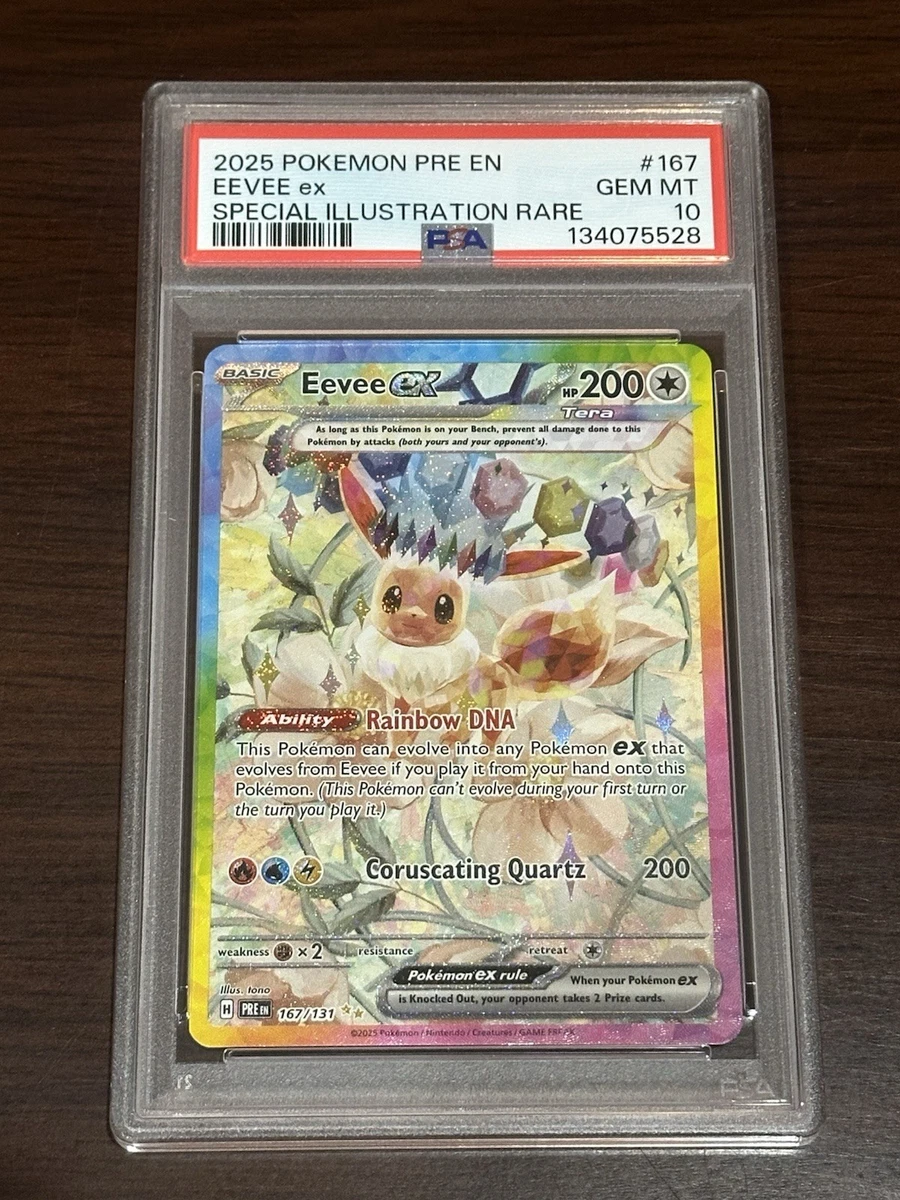 2025 POKEMON PRE EN #167
EEVEE ex GEM MT
SPECIAL ILLUSTRATION RARE 10
PSA 134075528
BASIC Eevee ex HP 200
Tera
As long as this Pokémon is on your Bench, prevent all damage done to this
Pokémon by attacks (both yours and your opponent's).
Ability Rainbow DNA
This Pokémon can evolve into any Pokémon ex that
evolves from Eevee if you play it from your hand onto this
Pokémon. (This Pokémon can't evolve during your first turn or
the turn you play it.)
Coruscating Quartz 200
weakness ×2 resistance retreat
Pokémon ex rule When your Pokémon ex
is Knocked Out, your opponent takes 2 Prize cards.
Illus. tono
H PRE EN 167/131
©2025 Pokémon / Nintendo / Creatures / GAME FREAK
PSA